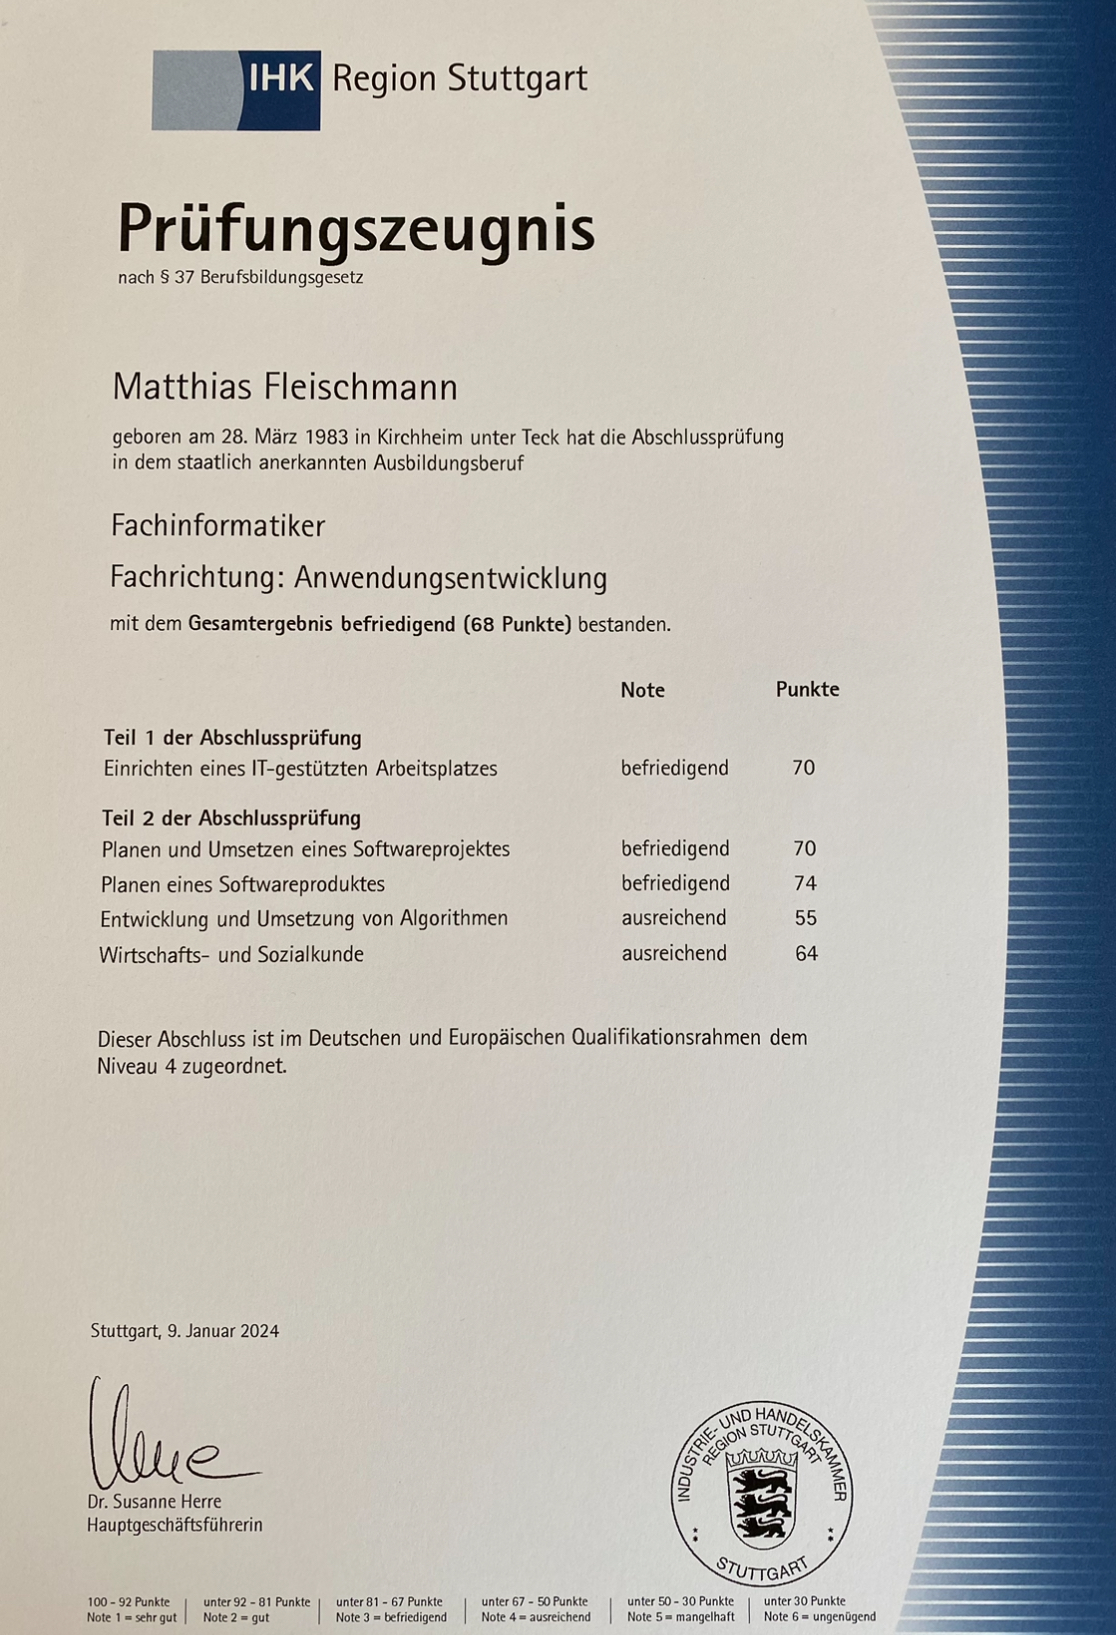 IHK Region Stuttgart
Prüfungszeugnis
nach § 37 Berufsbildungsgesetz
Matthias Fleischmann
geboren am 28. März 1983 in Kirchheim unter Teck hat die Abschlussprüfung
in dem staatlich anerkannten Ausbildungsberuf
Fachinformatiker
Fachrichtung: Anwendungsentwicklung
mit dem Gesamtergebnis befriedigend (68 Punkte) bestanden.
Note Punkte
Teil 1 der Abschlussprüfung
Einrichten eines IT-gestützten Arbeitsplatzes befriedigend 70
Teil 2 der Abschlussprüfung
Planen und Umsetzen eines Softwareprojektes befriedigend 70
Planen eines Softwareproduktes befriedigend 74
Entwicklung und Umsetzung von Algorithmen ausreichend 55
Wirtschafts- und Sozialkunde ausreichend 64
Dieser Abschluss ist im Deutschen und Europäischen Qualifikationsrahmen dem
Niveau 4 zugeordnet.
Stuttgart, 9. Januar 2024
Dr. Susanne Herre
Hauptgeschäftsführerin
INDUSTRIE- UND HANDELSKAMMER
REGION STUTTGART
STUTTGART
100 - 92 Punkte unter 92 - 81 Punkte unter 81 - 67 Punkte unter 67 - 50 Punkte unter 50 - 30 Punkte unter 30 Punkte
Note 1 = sehr gut Note 2 = gut Note 3 = befriedigend Note 4 = ausreichend Note 5 = mangelhaft Note 6 = ungenügend